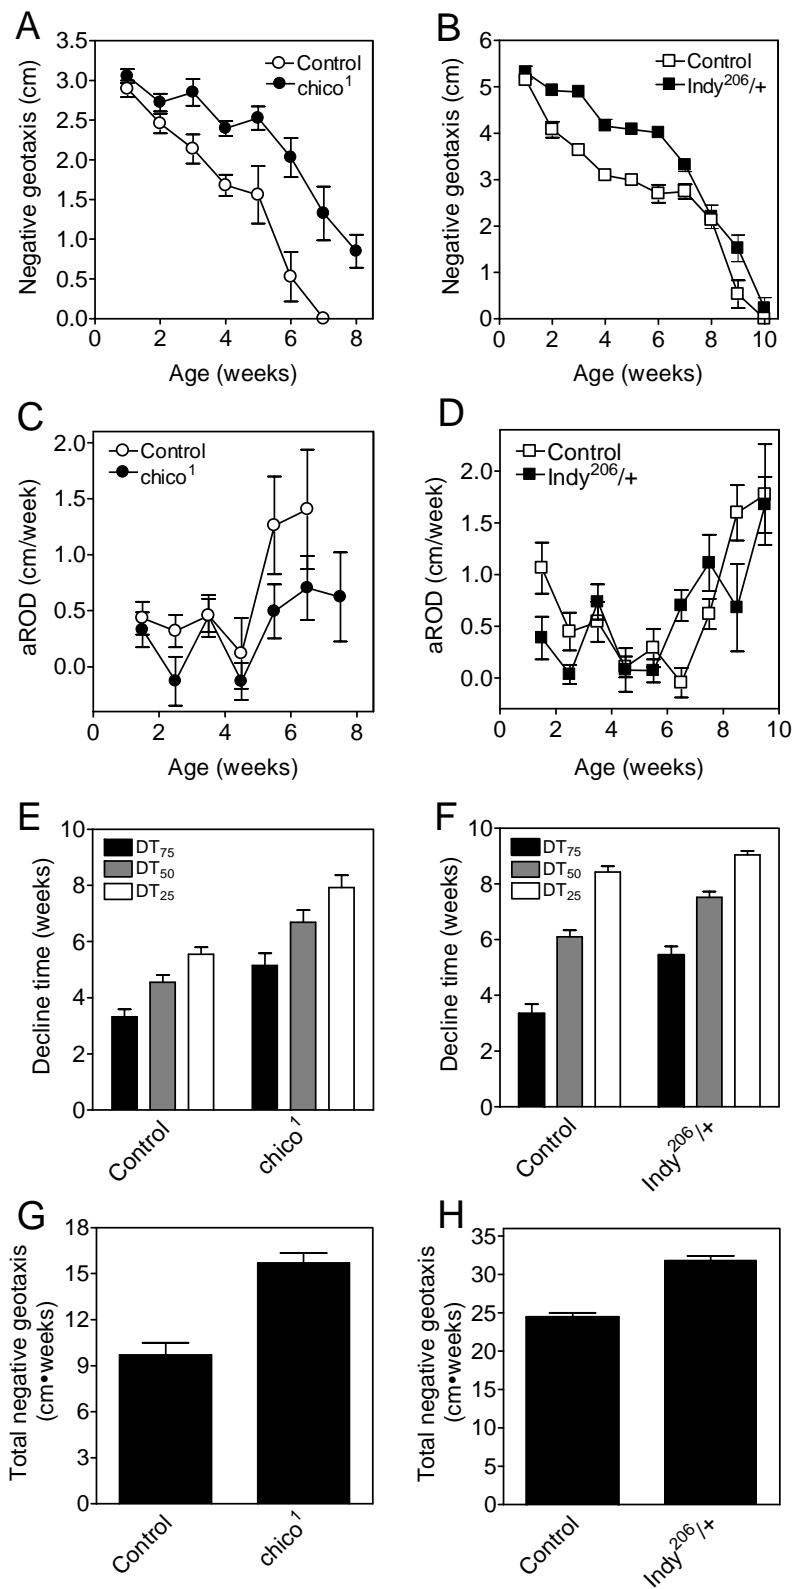 A
Negative geotaxis (cm)
3.5
3.0
2.5
2.0
1.5
1.0
0.5
0.0
Control
chico¹
0 2 4 6 8
Age (weeks)
B
Negative geotaxis (cm)
6
5
4
3
2
1
0
Control
Indy²⁰⁶/+
0 2 4 6 8 10
Age (weeks)
C
aROD (cm/week)
2.0
1.5
1.0
0.5
0.0
Control
chico¹
0 2 4 6 8
Age (weeks)
D
aROD (cm/week)
2.0
1.5
1.0
0.5
0.0
Control
Indy²⁰⁶/+
0 2 4 6 8 10
Age (weeks)
E
Decline time (weeks)
10
8
6
4
2
0
DT₇₅
DT₅₀
DT₂₅
Control chico¹
F
Decline time (weeks)
10
8
6
4
2
0
DT₇₅
DT₅₀
DT₂₅
Control Indy²⁰⁶/+
G
Total negative geotaxis
(cm•weeks)
18
15
12
9
6
3
0
Control chico¹
H
Total negative geotaxis
(cm•weeks)
35
30
25
20
15
10
5
0
Control Indy²⁰⁶/+